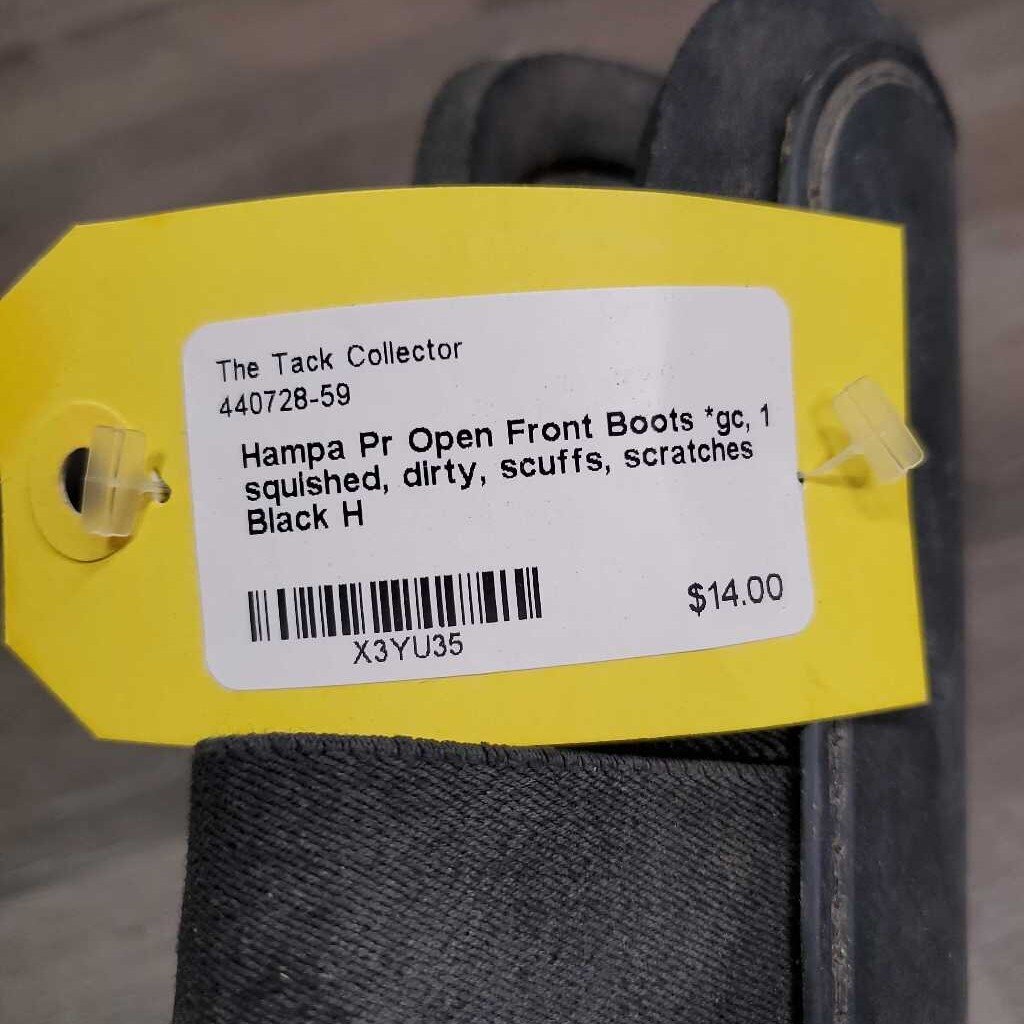 The Tack Collector
440728-59
Hampa Pr Open Front Boots *gc, 1
squished, dirty, scuffs, scratches
Black H
$14.00
X3YU35